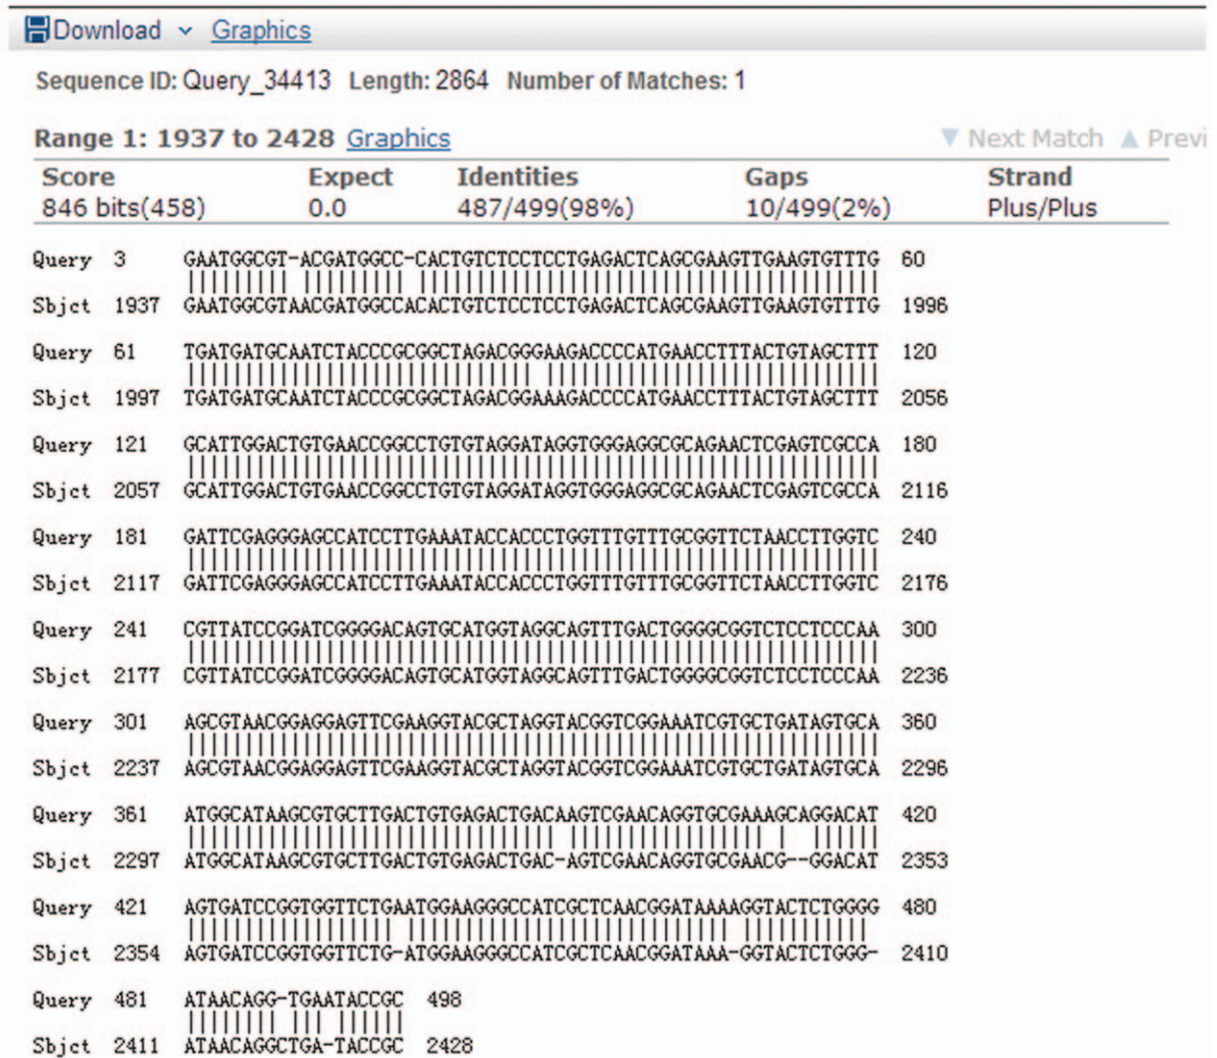 Download Graphics
Sequence ID: Query_34413 Length: 2864 Number of Matches: 1
Range 1: 1937 to 2428 Graphics ▼ Next Match ▲ Previ
Score Expect Identities Gaps Strand
846 bits(458) 0.0 487/499(98%) 10/499(2%) Plus/Plus
Query 3 GAATGGCGT-ACGATGGCC-CACTGTCTCCTCCTGAGACTCAGCGAAGTTGAAGTGTTTG 60
Sbjct 1937 GAATGGCGTAACGATGGCCACACTGTCTCCTCCTGAGACTCAGCGAAGTTGAAGTGTTTG 1996
Query 61 TGATGATGCAATCTACCCGCGGCTAGACGGGAAGACCCCATGAACCTTTACTGTAGCTTT 120
Sbjct 1997 TGATGATGCAATCTACCCGCGGCTAGACGGAAAGACCCCATGAACCTTTACTGTAGCTTT 2056
Query 121 GCATTGGACTGTGAACCGGCCTGTGTAGGATAGGTGGGAGGCGCAGAACTCGAGTCGCCA 180
Sbjct 2057 GCATTGGACTGTGAACCGGCCTGTGTAGGATAGGTGGGAGGCGCAGAACTCGAGTCGCCA 2116
Query 181 GATTCGAGGGAGCCATCCTTGAAATACCACCCTGGTTTGTTTGCGGTTCTAACCTTGGTC 240
Sbjct 2117 GATTCGAGGGAGCCATCCTTGAAATACCACCCTGGTTTGTTTGCGGTTCTAACCTTGGTC 2176
Query 241 CGTTATCCGGATCGGGGACAGTGCATGGTAGGCAGTTTGACTGGGGCGGTCTCCTCCCAA 300
Sbjct 2177 CGTTATCCGGATCGGGGACAGTGCATGGTAGGCAGTTTGACTGGGGCGGTCTCCTCCCAA 2236
Query 301 AGCGTAACGGAGGAGTTCGAAGGTACGCTAGGTACGGTCGGAAATCGTGCTGATAGTGCA 360
Sbjct 2237 AGCGTAACGGAGGAGTTCGAAGGTACGCTAGGTACGGTCGGAAATCGTGCTGATAGTGCA 2296
Query 361 ATGGCATAAGCGTGCTTGACTGTGAGACTGACAAGTCGAACAGGTGCGAAAGCAGGACAT 420
Sbjct 2297 ATGGCATAAGCGTGCTTGACTGTGAGACTGAC-AGTCGAACAGGTGCGAACG--GGACAT 2353
Query 421 AGTGATCCGGTGGTTCTGAATGGAAGGGCCATCGCTCAACGGATAAAAGGTACTCTGGGG 480
Sbjct 2354 AGTGATCCGGTGGTTCTG-ATGGAAGGGCCATCGCTCAACGGATAAA-GGTACTCTGGG- 2410
Query 481 ATAACAGG-TGAATACCGC 498
Sbjct 2411 ATAACAGGCTGA-TACCGC 2428